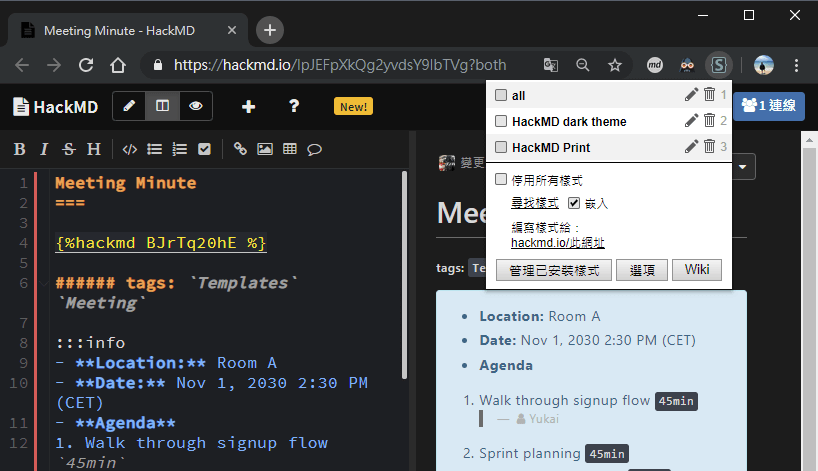 Meeting Minute - HackMD
https://hackmd.io/IpJEFpXkQg2yvdsY9IbTVg?both
HackMD
New!
1 連線
all
1
HackMD dark theme
2
HackMD Print
3
停用所有樣式
尋找樣式 嵌入
編寫樣式給：
hackmd.io/此網址
管理已安裝樣式 選項 Wiki
B I S H
1 Meeting Minute
2 ===
3
4 {%hackmd BJrTq20hE %}
5
6 ###### tags: `Templates`
`Meeting`
7
8 :::info
9 - **Location:** Room A
10 - **Date:** Nov 1, 2030 2:30 PM
(CET)
11 - **Agenda**
12 1. Walk through signup flow
`45min`
變更
Mee
tags: Te
Location: Room A
Date: Nov 1, 2030 2:30 PM (CET)
Agenda
1. Walk through signup flow 45min
— Yukai
2. Sprint planning 45min